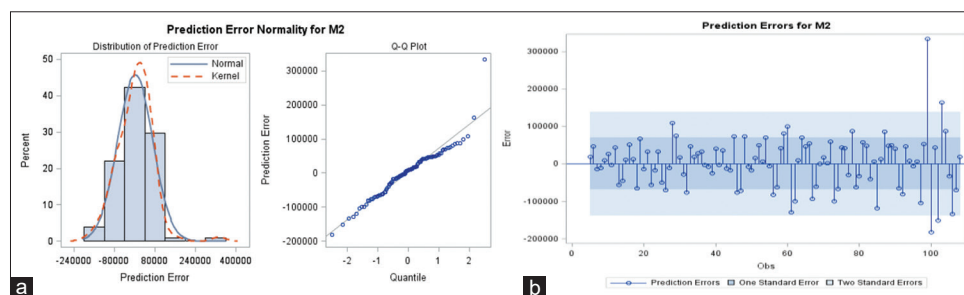 Prediction Error Normality for M2
Distribution of Prediction Error
Normal
Kernel
50
40
30
20
10
0
Percent
-240000 -80000 80000 240000 400000
Prediction Error
a
Q-Q Plot
300000
200000
100000
0
-100000
-200000
Prediction Error
-2 -1 0 1 2
Quantile
Prediction Errors for M2
300000
200000
100000
0
-100000
-200000
Error
0 20 40 60 80 100
Obs
Prediction Errors One Standard Error Two Standard Errors
b